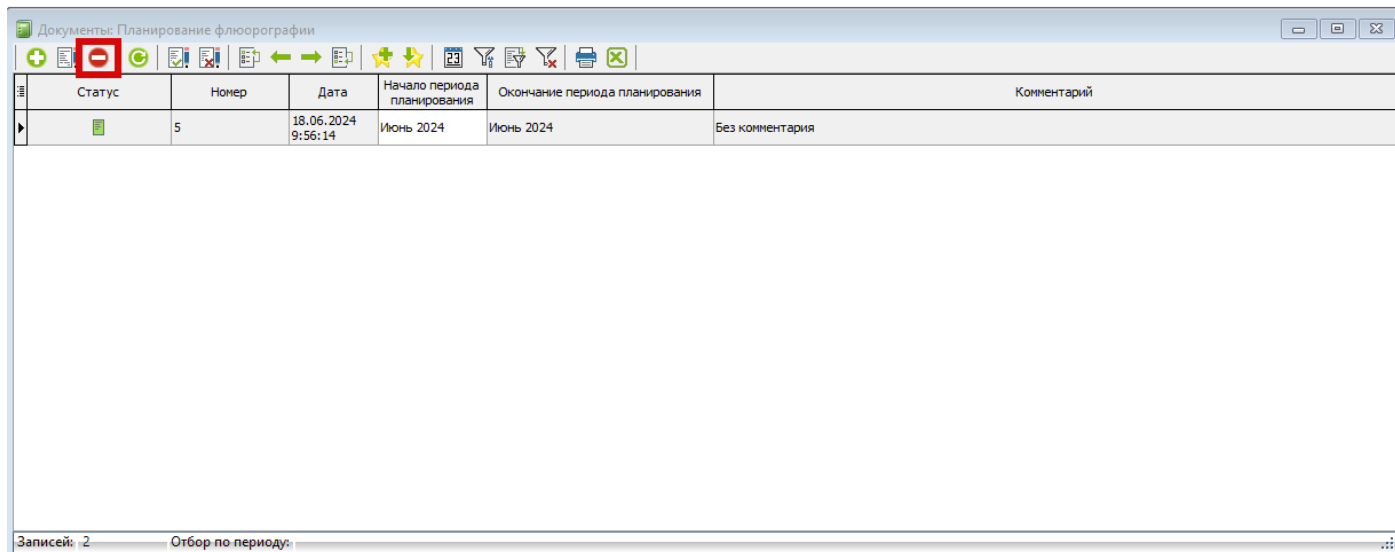 Документы: Планирование флюорографии
23
Статус Номер Дата Начало периода планирования Окончание периода планирования Комментарий
5 18.06.2024 9:56:14 Июнь 2024 Июнь 2024 Без комментария
Записей: 2 Отбор по периоду: